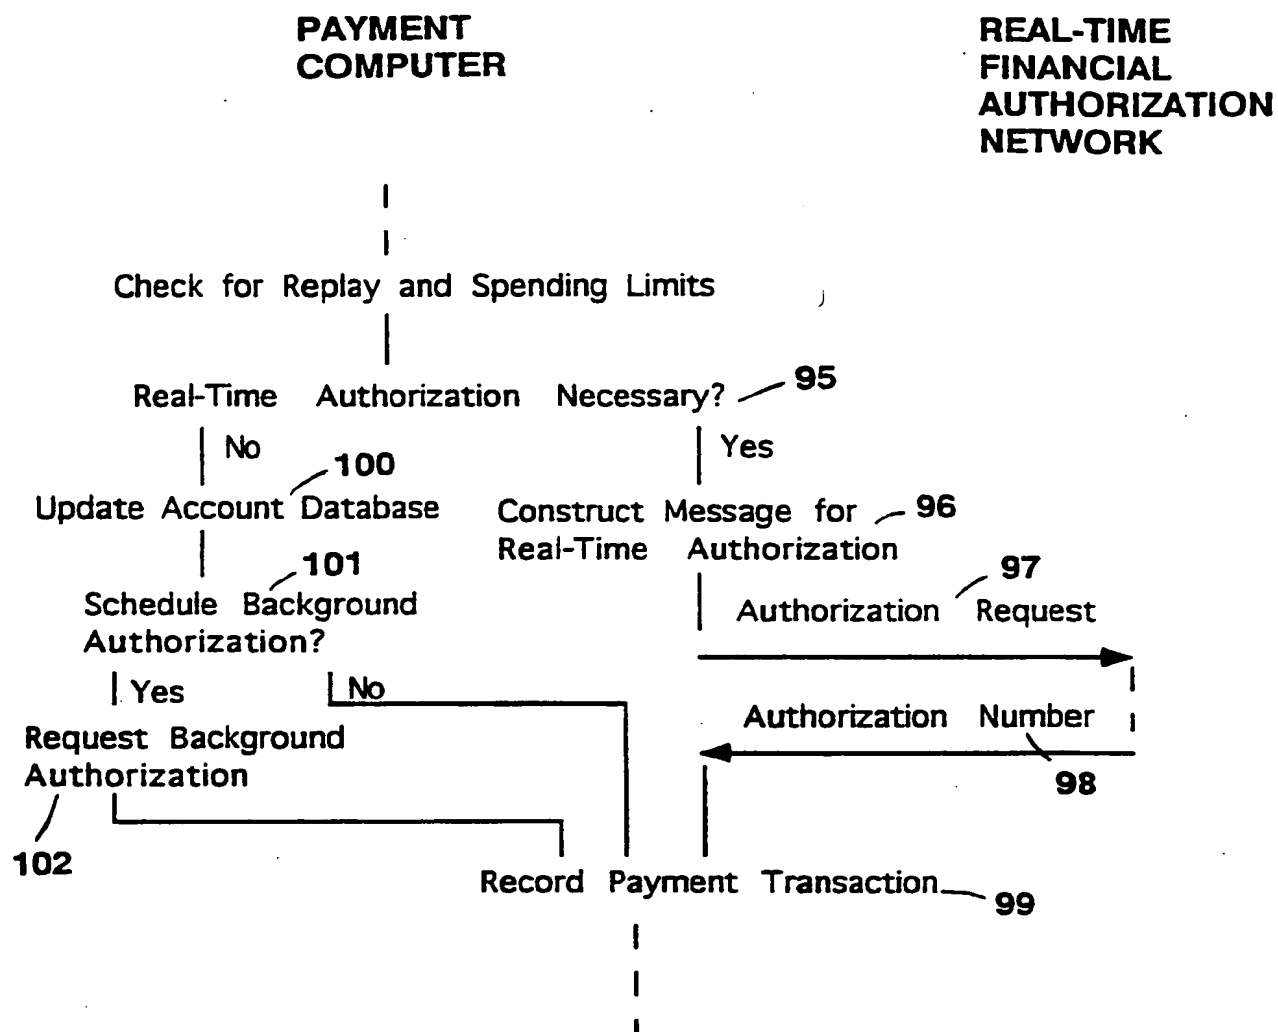 PAYMENT
COMPUTER
REAL-TIME
FINANCIAL
AUTHORIZATION
NETWORK
Check for Replay and Spending Limits
Real-Time Authorization Necessary?
95
No
Yes
100
Update Account Database
Construct Message for
Real-Time Authorization
96
101
Schedule Background
Authorization?
97
Authorization Request
Yes
No
Authorization Number
98
Request Background
Authorization
102
Record Payment Transaction
99